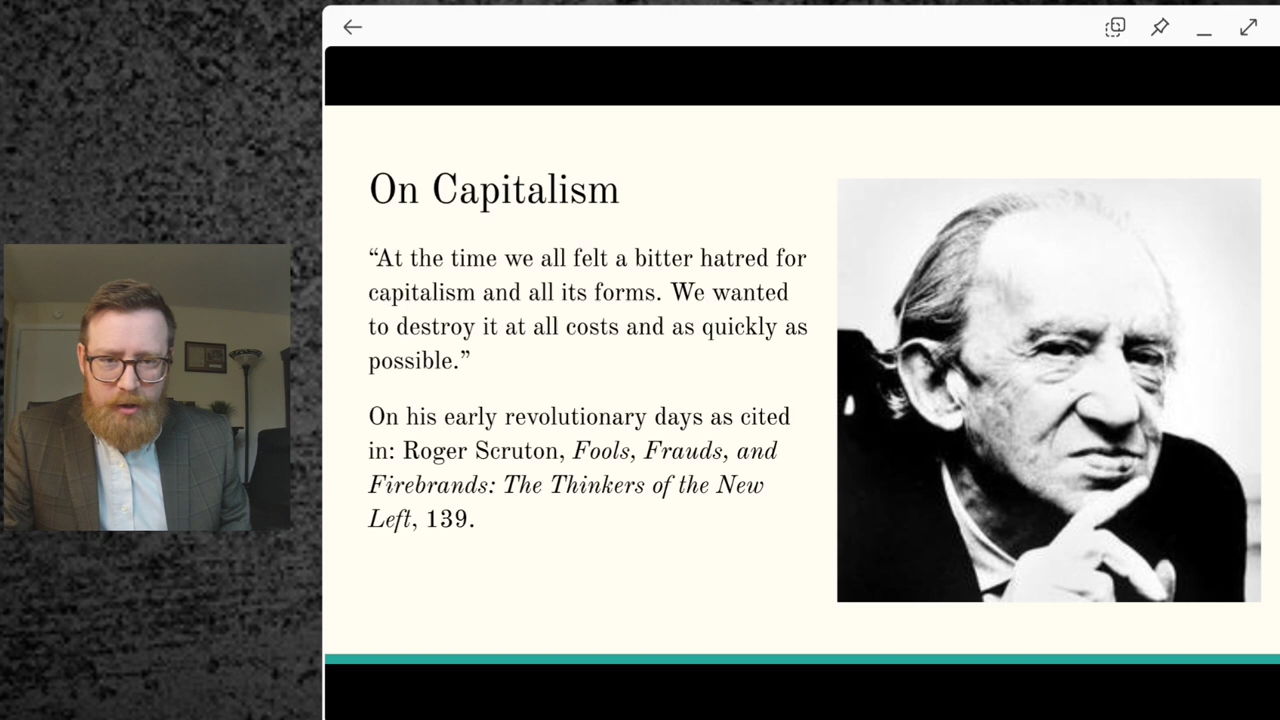 On Capitalism
“At the time we all felt a bitter hatred for
capitalism and all its forms. We wanted
to destroy it at all costs and as quickly as
possible.”
On his early revolutionary days as cited
in: Roger Scruton, Fools, Frauds, and
Firebrands: The Thinkers of the New
Left, 139.